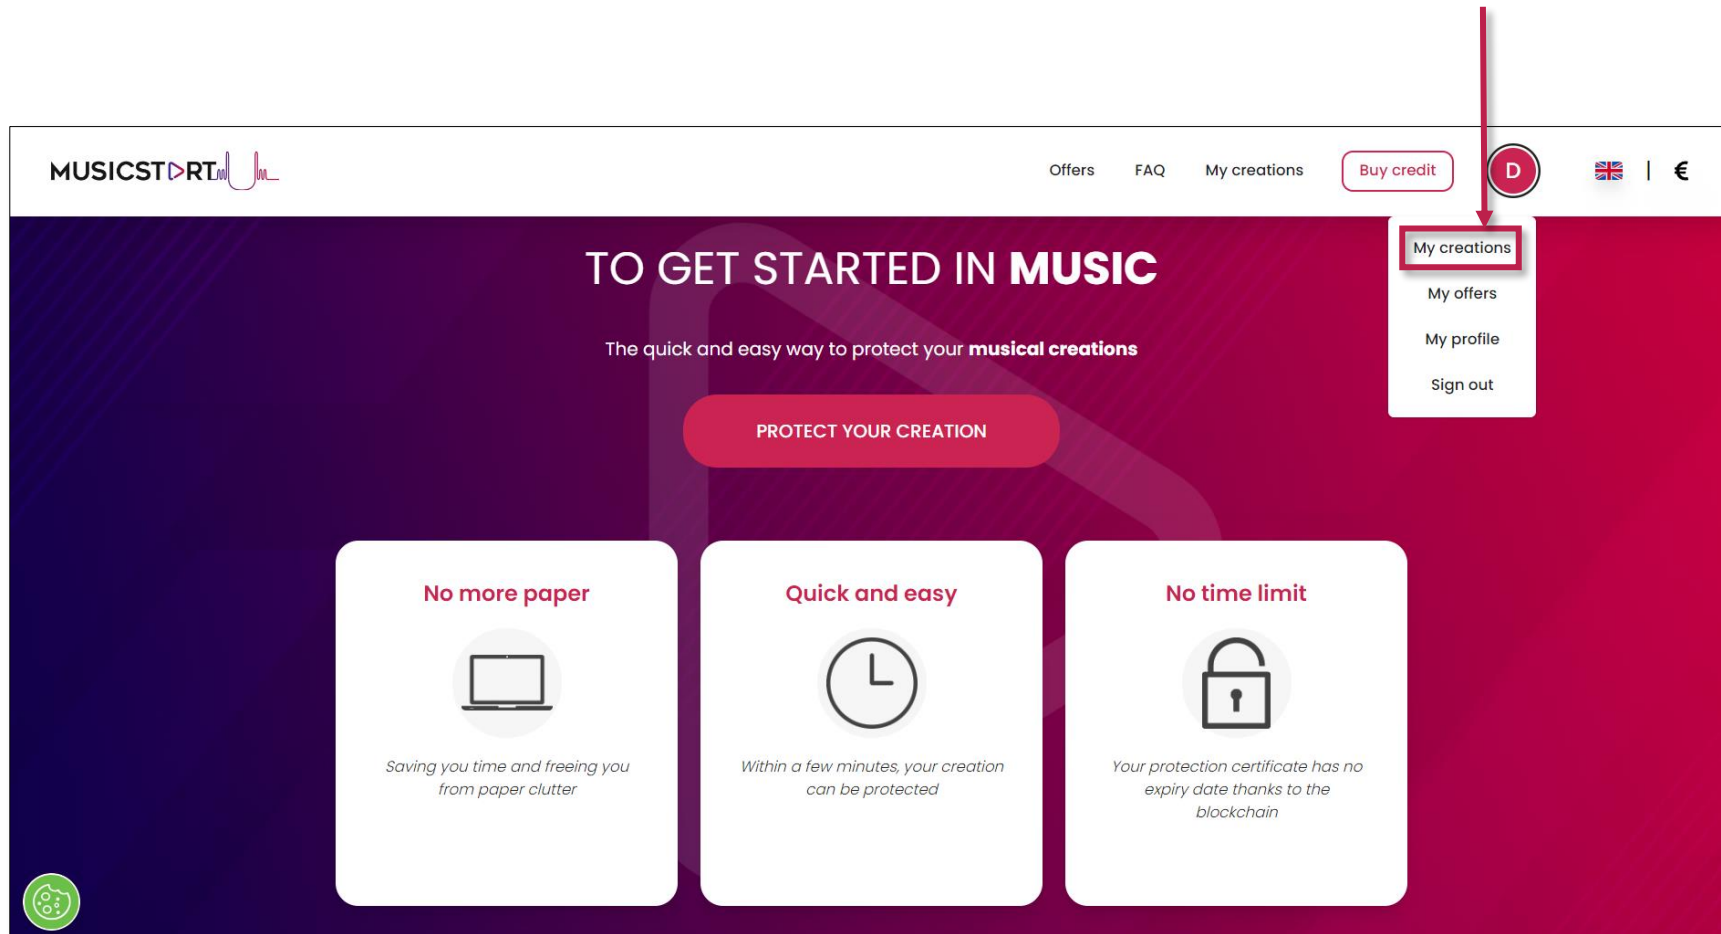 MUSICSTART
Offers FAQ My creations Buy credit D | €
My creations
My offers
My profile
Sign out
TO GET STARTED IN MUSIC
The quick and easy way to protect your musical creations
PROTECT YOUR CREATION
No more paper
Saving you time and freeing you
from paper clutter
Quick and easy
Within a few minutes, your creation
can be protected
No time limit
Your protection certificate has no
expiry date thanks to the
blockchain